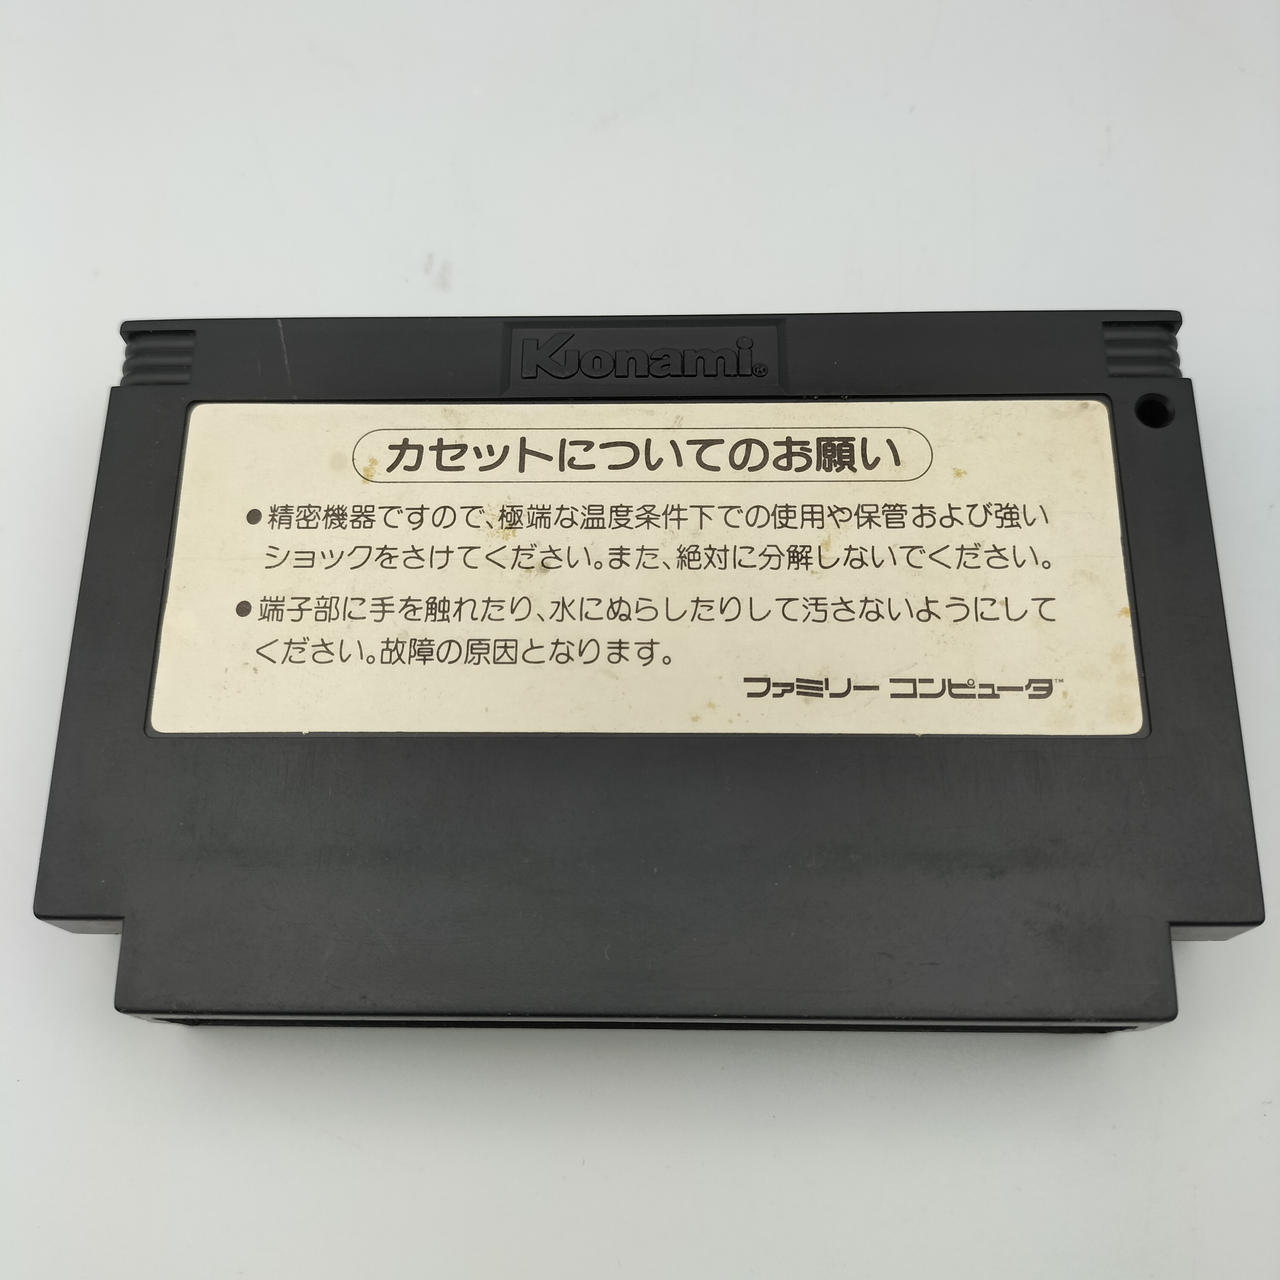 Konami®
カセットについてのお願い
●精密機器ですので、極端な温度条件下での使用や保管および強い
ショックをさけてください。また、絶対に分解しないでください。
●端子部に手を触れたり、水にぬらしたりして汚さないようにして
ください。故障の原因となります。
ファミリー コンピュータ™